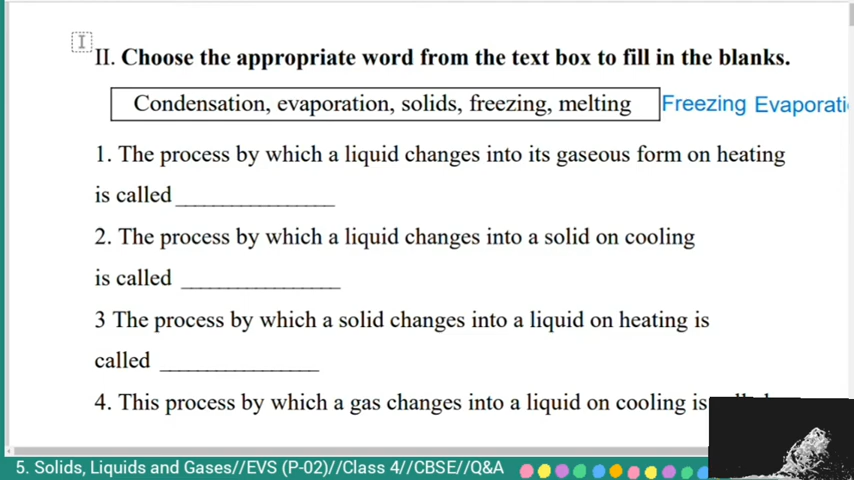 II. Choose the appropriate word from the text box to fill in the blanks.
Condensation, evaporation, solids, freezing, melting Freezing
1. The process by which a liquid changes into its gaseous form on heating
is called _______________
2. The process by which a liquid changes into a solid on cooling
is called _______________
3 The process by which a solid changes into a liquid on heating is
called _______________
4. This process by which a gas changes into a liquid on cooling is
5. Solids, Liquids and Gases//EVS (P-02)//Class 4//CBSE//Q&A